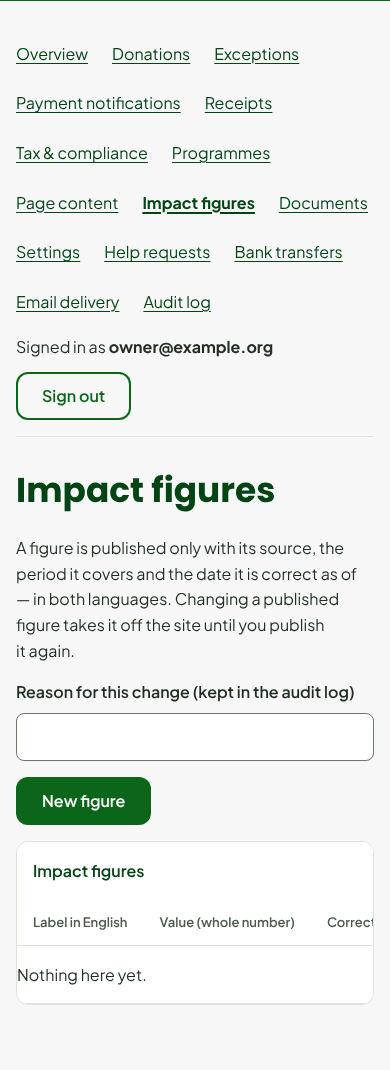 Overview Donations Exceptions
Payment notifications Receipts
Tax & compliance Programmes
Page content Impact figures Documents
Settings Help requests Bank transfers
Email delivery Audit log
Signed in as owner@example.org
Sign out
Impact figures
A figure is published only with its source, the
period it covers and the date it is correct as of
— in both languages. Changing a published
figure takes it off the site until you publish
it again.
Reason for this change (kept in the audit log)
New figure
Impact figures
Label in English Value (whole number) Correct
Nothing here yet.